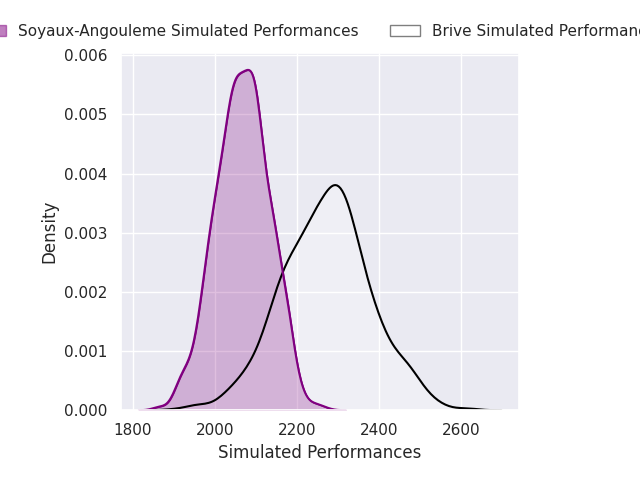 Soyaux-Angouleme Simulated Performances
Brive Simulated
0.006
0.005
0.004
0.003
0.002
0.001
0.000
Density
1800 2000 2200 2400 2600
Simulated Performances